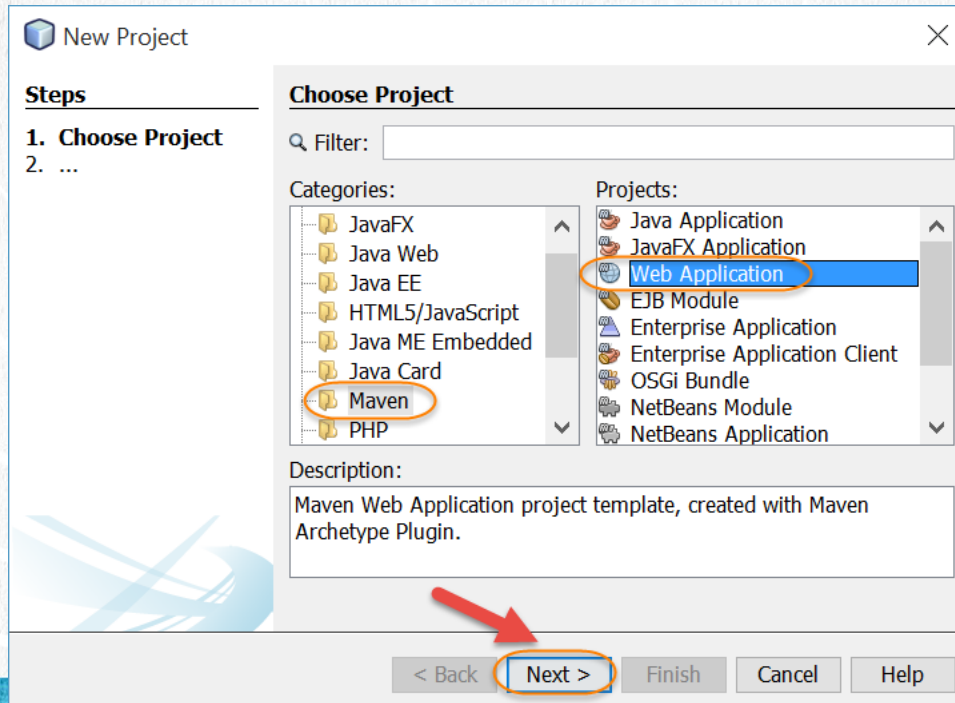 New Project
Steps
1. Choose Project
2. ...
Choose Project
Filter:
Categories:
JavaFX
Java Web
Java EE
HTML5/JavaScript
Java ME Embedded
Java Card
Maven
PHP
Projects:
Java Application
JavaFX Application
Web Application
EJB Module
Enterprise Application
Enterprise Application Client
OSGi Bundle
NetBeans Module
NetBeans Application
Description:
Maven Web Application project template, created with Maven
Archetype Plugin.
< Back
Next >
Finish
Cancel
Help